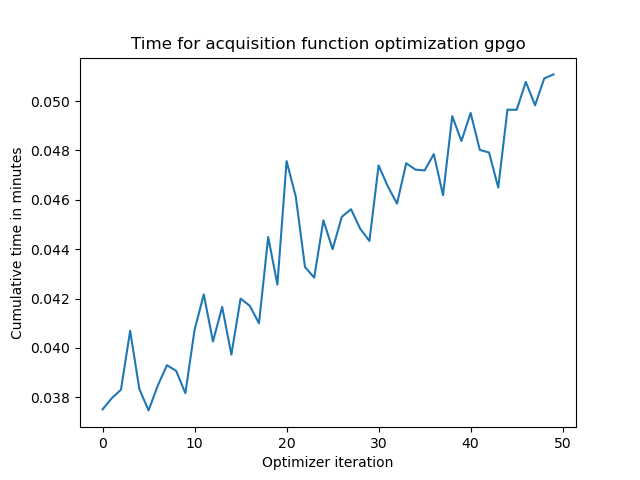 Time for acquisition function optimization gpgo
Cumulative time in minutes
0.050
0.048
0.046
0.044
0.042
0.040
0.038
0 10 20 30 40 50
Optimizer iteration